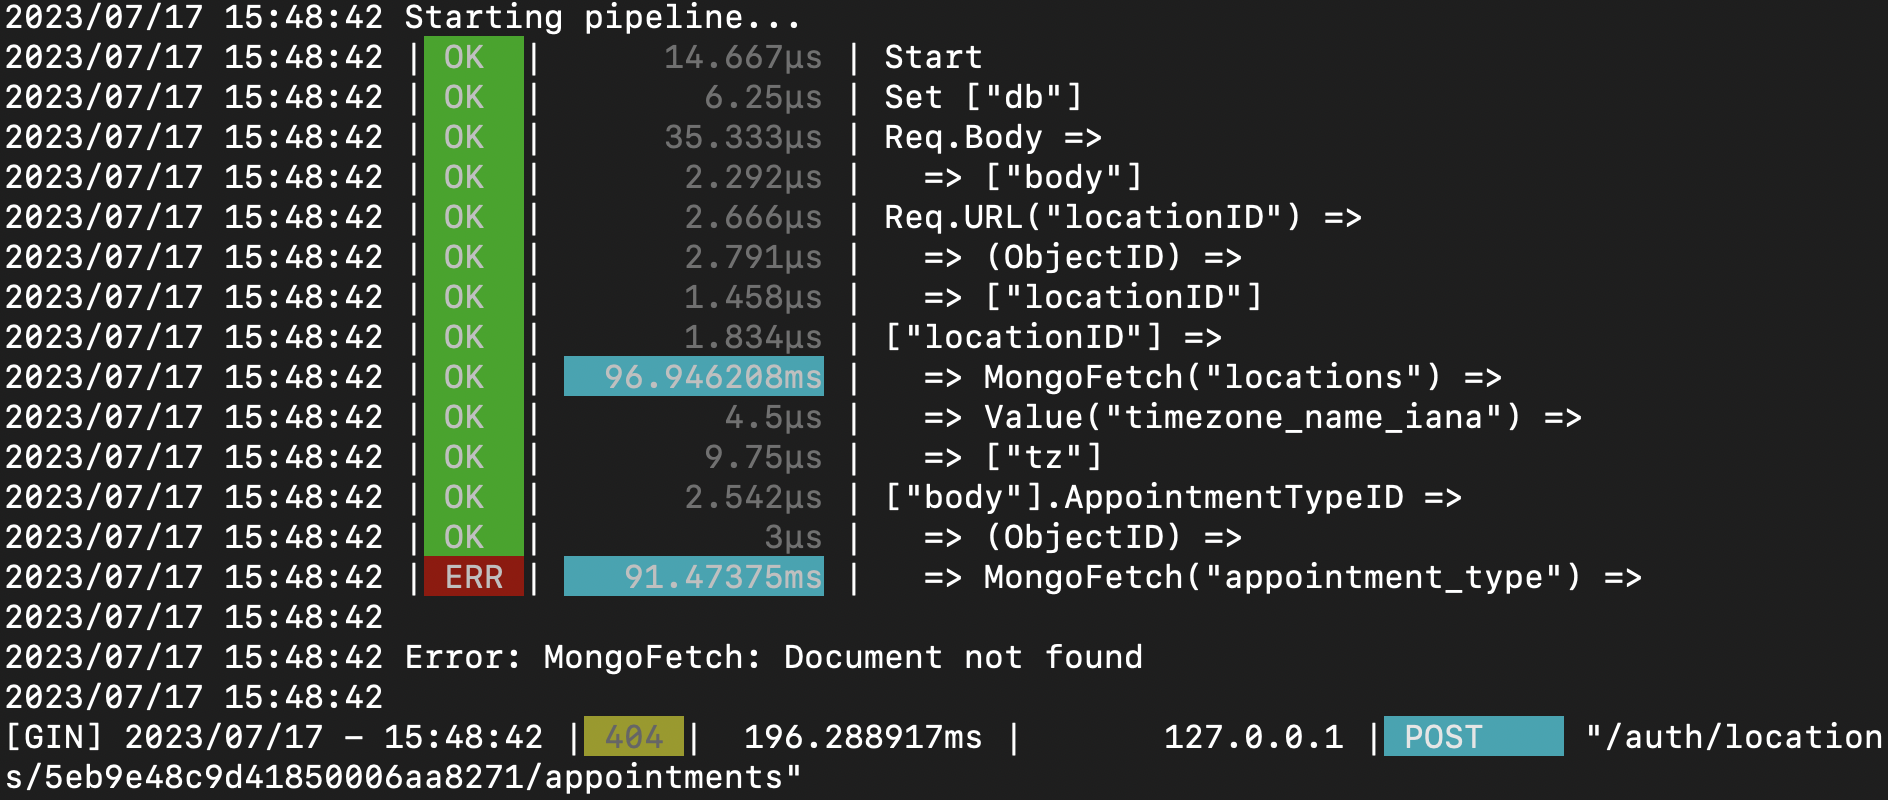 2023/07/17 15:48:42 Starting pipeline...
2023/07/17 15:48:42 | OK | 14.667µs | Start
2023/07/17 15:48:42 | OK | 6.25µs | Set ["db"]
2023/07/17 15:48:42 | OK | 35.333µs | Req.Body =>
2023/07/17 15:48:42 | OK | 2.292µs | => ["body"]
2023/07/17 15:48:42 | OK | 2.666µs | Req.URL("locationID") =>
2023/07/17 15:48:42 | OK | 2.791µs | => (ObjectID) =>
2023/07/17 15:48:42 | OK | 1.458µs | => ["locationID"]
2023/07/17 15:48:42 | OK | 1.834µs | ["locationID"] =>
2023/07/17 15:48:42 | OK | 96.946208ms | => MongoFetch("locations") =>
2023/07/17 15:48:42 | OK | 4.5µs | => Value("timezone_name_iana") =>
2023/07/17 15:48:42 | OK | 9.75µs | => ["tz"]
2023/07/17 15:48:42 | OK | 2.542µs | ["body"].AppointmentTypeID =>
2023/07/17 15:48:42 | OK | 3µs | => (ObjectID) =>
2023/07/17 15:48:42 | ERR | 91.47375ms | => MongoFetch("appointment_type") =>
2023/07/17 15:48:42
2023/07/17 15:48:42 Error: MongoFetch: Document not found
2023/07/17 15:48:42
[GIN] 2023/07/17 – 15:48:42 | 404 | 196.288917ms | 127.0.0.1 | POST "/auth/location
s/5eb9e48c9d41850006aa8271/appointments"